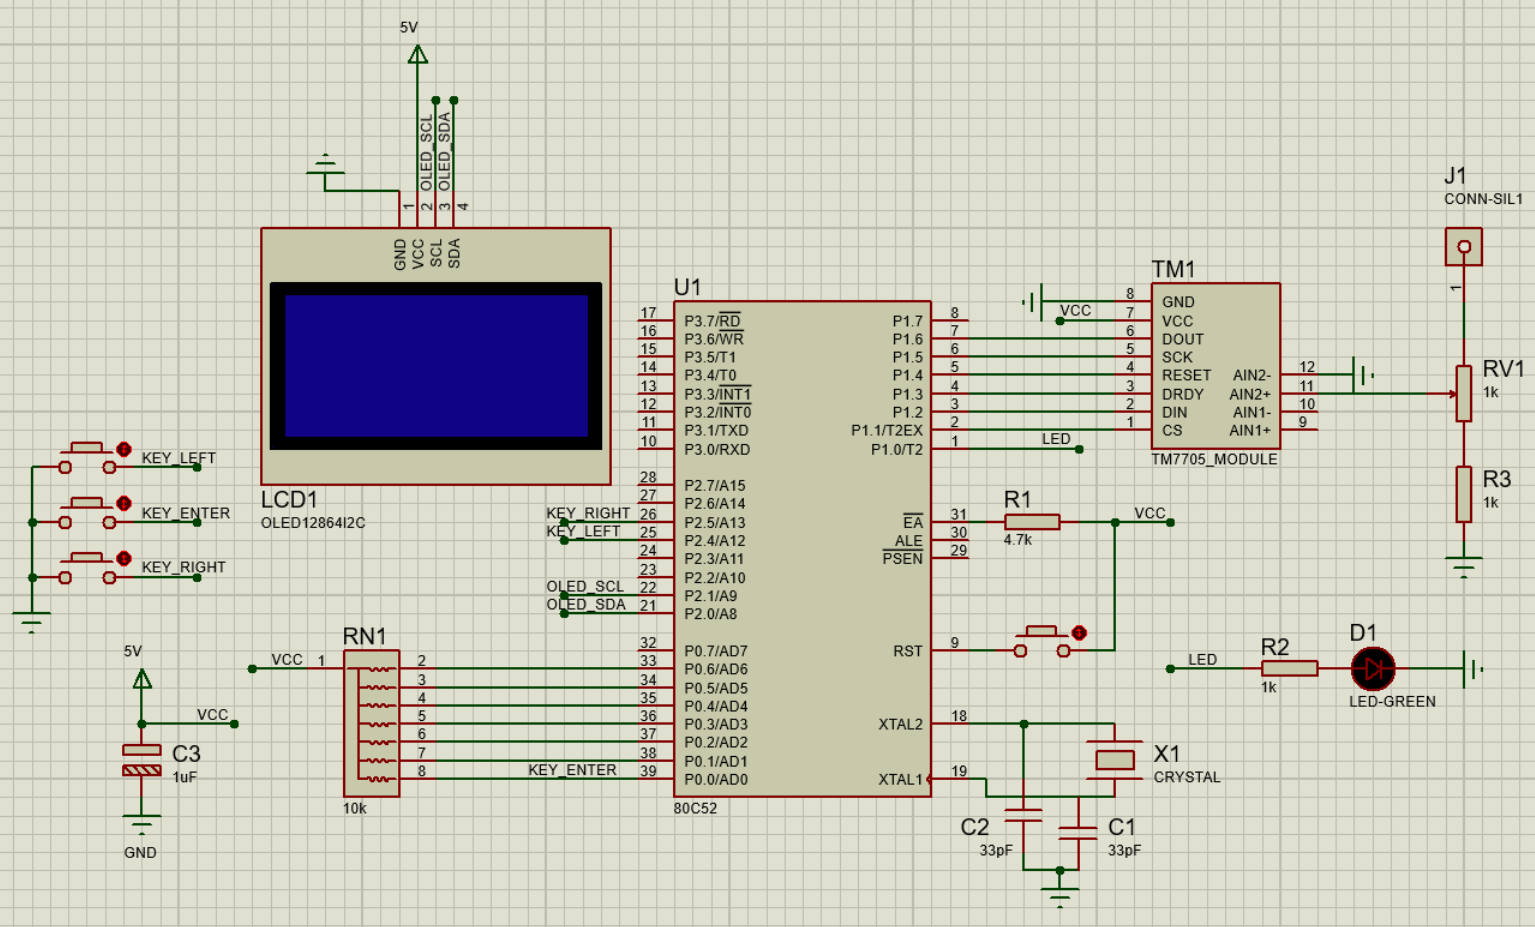 5V
OLED_SCL
OLED_SDA
1
2
3
4
GND
VCC
SCL
SDA
LCD1
OLED12864I2C
KEY_LEFT
KEY_ENTER
KEY_RIGHT
5V
VCC
C3
1uF
GND
RN1
VCC
1
2
3
4
5
6
7
8
10k
KEY_RIGHT
KEY_LEFT
OLED_SCL
OLED_SDA
KEY_ENTER
U1
17 P3.7/RD
16 P3.6/WR
15 P3.5/T1
14 P3.4/T0
13 P3.3/INT1
12 P3.2/INT0
11 P3.1/TXD
10 P3.0/RXD
28 P2.7/A15
27 P2.6/A14
26 P2.5/A13
25 P2.4/A12
24 P2.3/A11
23 P2.2/A10
22 P2.1/A9
21 P2.0/A8
32 P0.7/AD7
33 P0.6/AD6
34 P0.5/AD5
35 P0.4/AD4
36 P0.3/AD3
37 P0.2/AD2
38 P0.1/AD1
39 P0.0/AD0
80C52
P1.7 8
P1.6 7
P1.5 6
P1.4 5
P1.3 4
P1.2 3
P1.1/T2EX 2
P1.0/T2 1
EA 31
ALE 30
PSEN 29
RST 9
XTAL2 18
XTAL1 19
LED
R1
4.7k
VCC
X1
CRYSTAL
C2
33pF
C1
33pF
TM1
VCC
8 GND
7 VCC
6 DOUT
5 SCK
4 RESET
3 DRDY
2 DIN
1 CS
AIN2- 12
AIN2+ 11
AIN1- 10
AIN1+ 9
TM7705_MODULE
J1
CONN-SIL1
1
RV1
1k
R3
1k
LED
R2
1k
D1
LED-GREEN